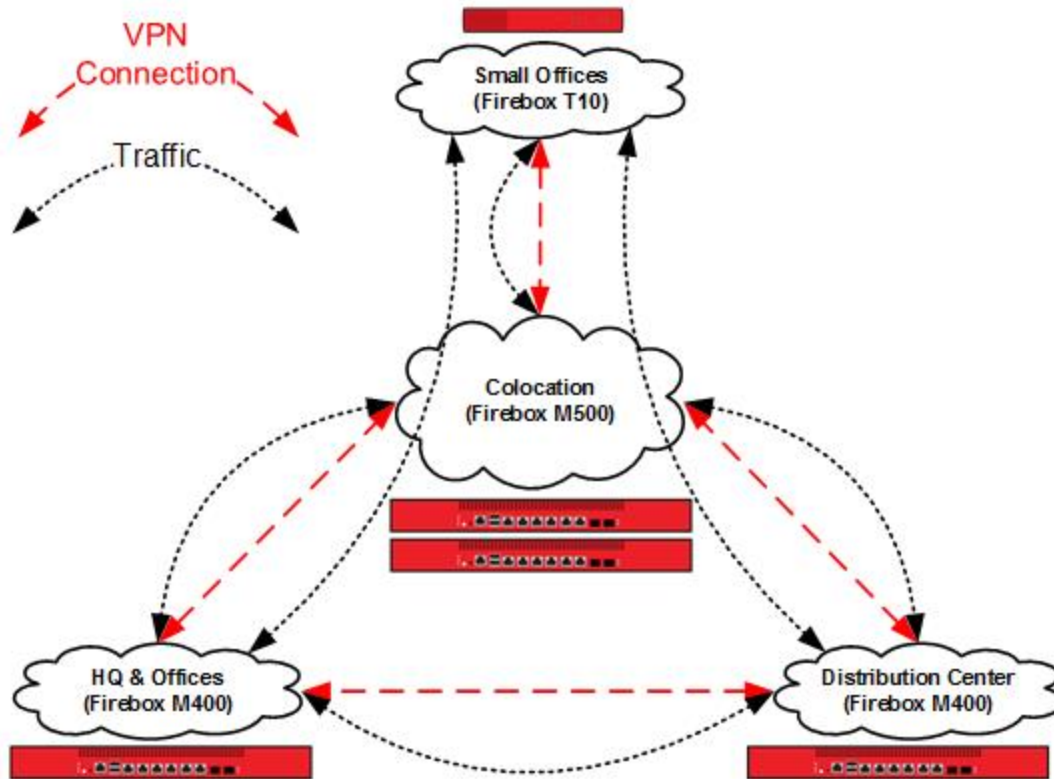 VPN
Connection
Traffic
Small Offices
(Firebox T10)
Colocation
(Firebox M500)
HQ & Offices
(Firebox M400)
Distribution Center
(Firebox M400)